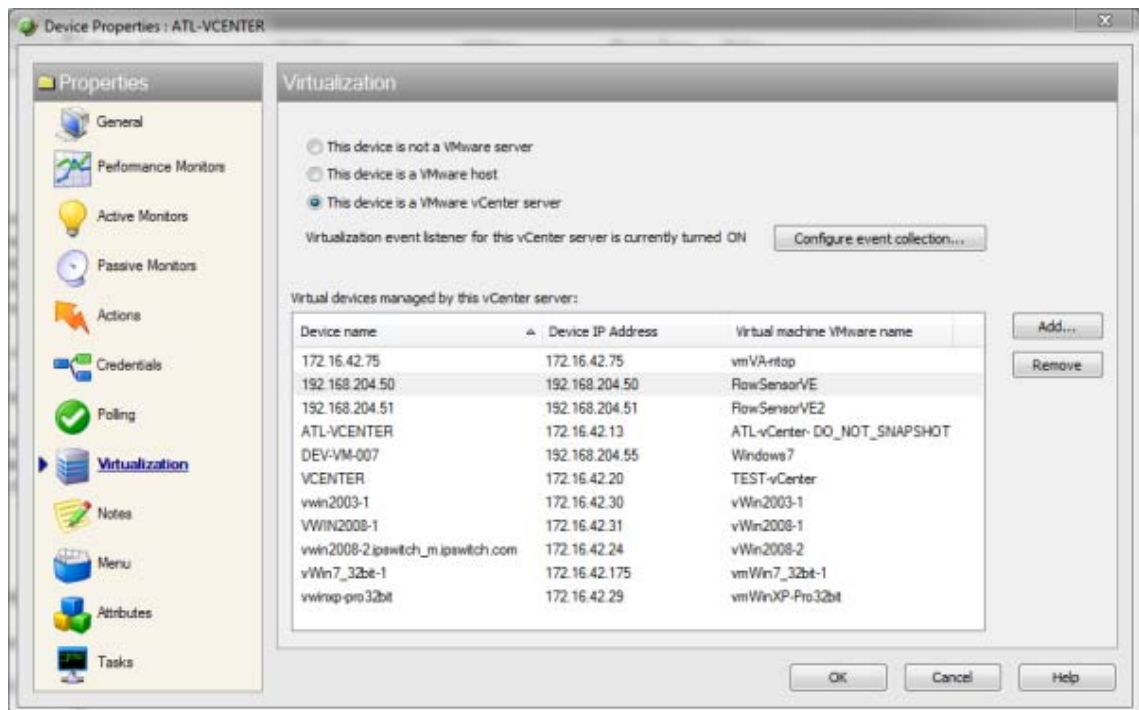 Device Properties : ATL-VCENTER
Properties
General
Performance Monitors
Active Monitors
Passive Monitors
Actions
Credentials
Polling
Virtualization
Notes
Menu
Attributes
Tasks
Virtualization
This device is not a VMware server
This device is a VMware host
This device is a VMware vCenter server
Virtualization event listener for this vCenter server is currently turned ON
Configure event collection...
Virtual devices managed by this vCenter server:
Device name Device IP Address Virtual machine VMware name
172.16.42.75 172.16.42.75 vmVA-ntop
192.168.204.50 192.168.204.50 FlowSensorVE
192.168.204.51 192.168.204.51 FlowSensorVE2
ATL-VCENTER 172.16.42.13 ATL-vCenter- DO_NOT_SNAPSHOT
DEV-VM-007 192.168.204.55 Windows7
VCENTER 172.16.42.20 TEST-vCenter
vwin2003-1 172.16.42.30 vWin2003-1
VWIN2008-1 172.16.42.31 vWin2008-1
vwin2008-2.ipswitch_m.ipswitch.com 172.16.42.24 vWin2008-2
vWin7_32bit-1 172.16.42.175 vmWin7_32bit-1
vwinxp-pro32bit 172.16.42.29 vmWinXP-Pro32bit
Add...
Remove
OK
Cancel
Help